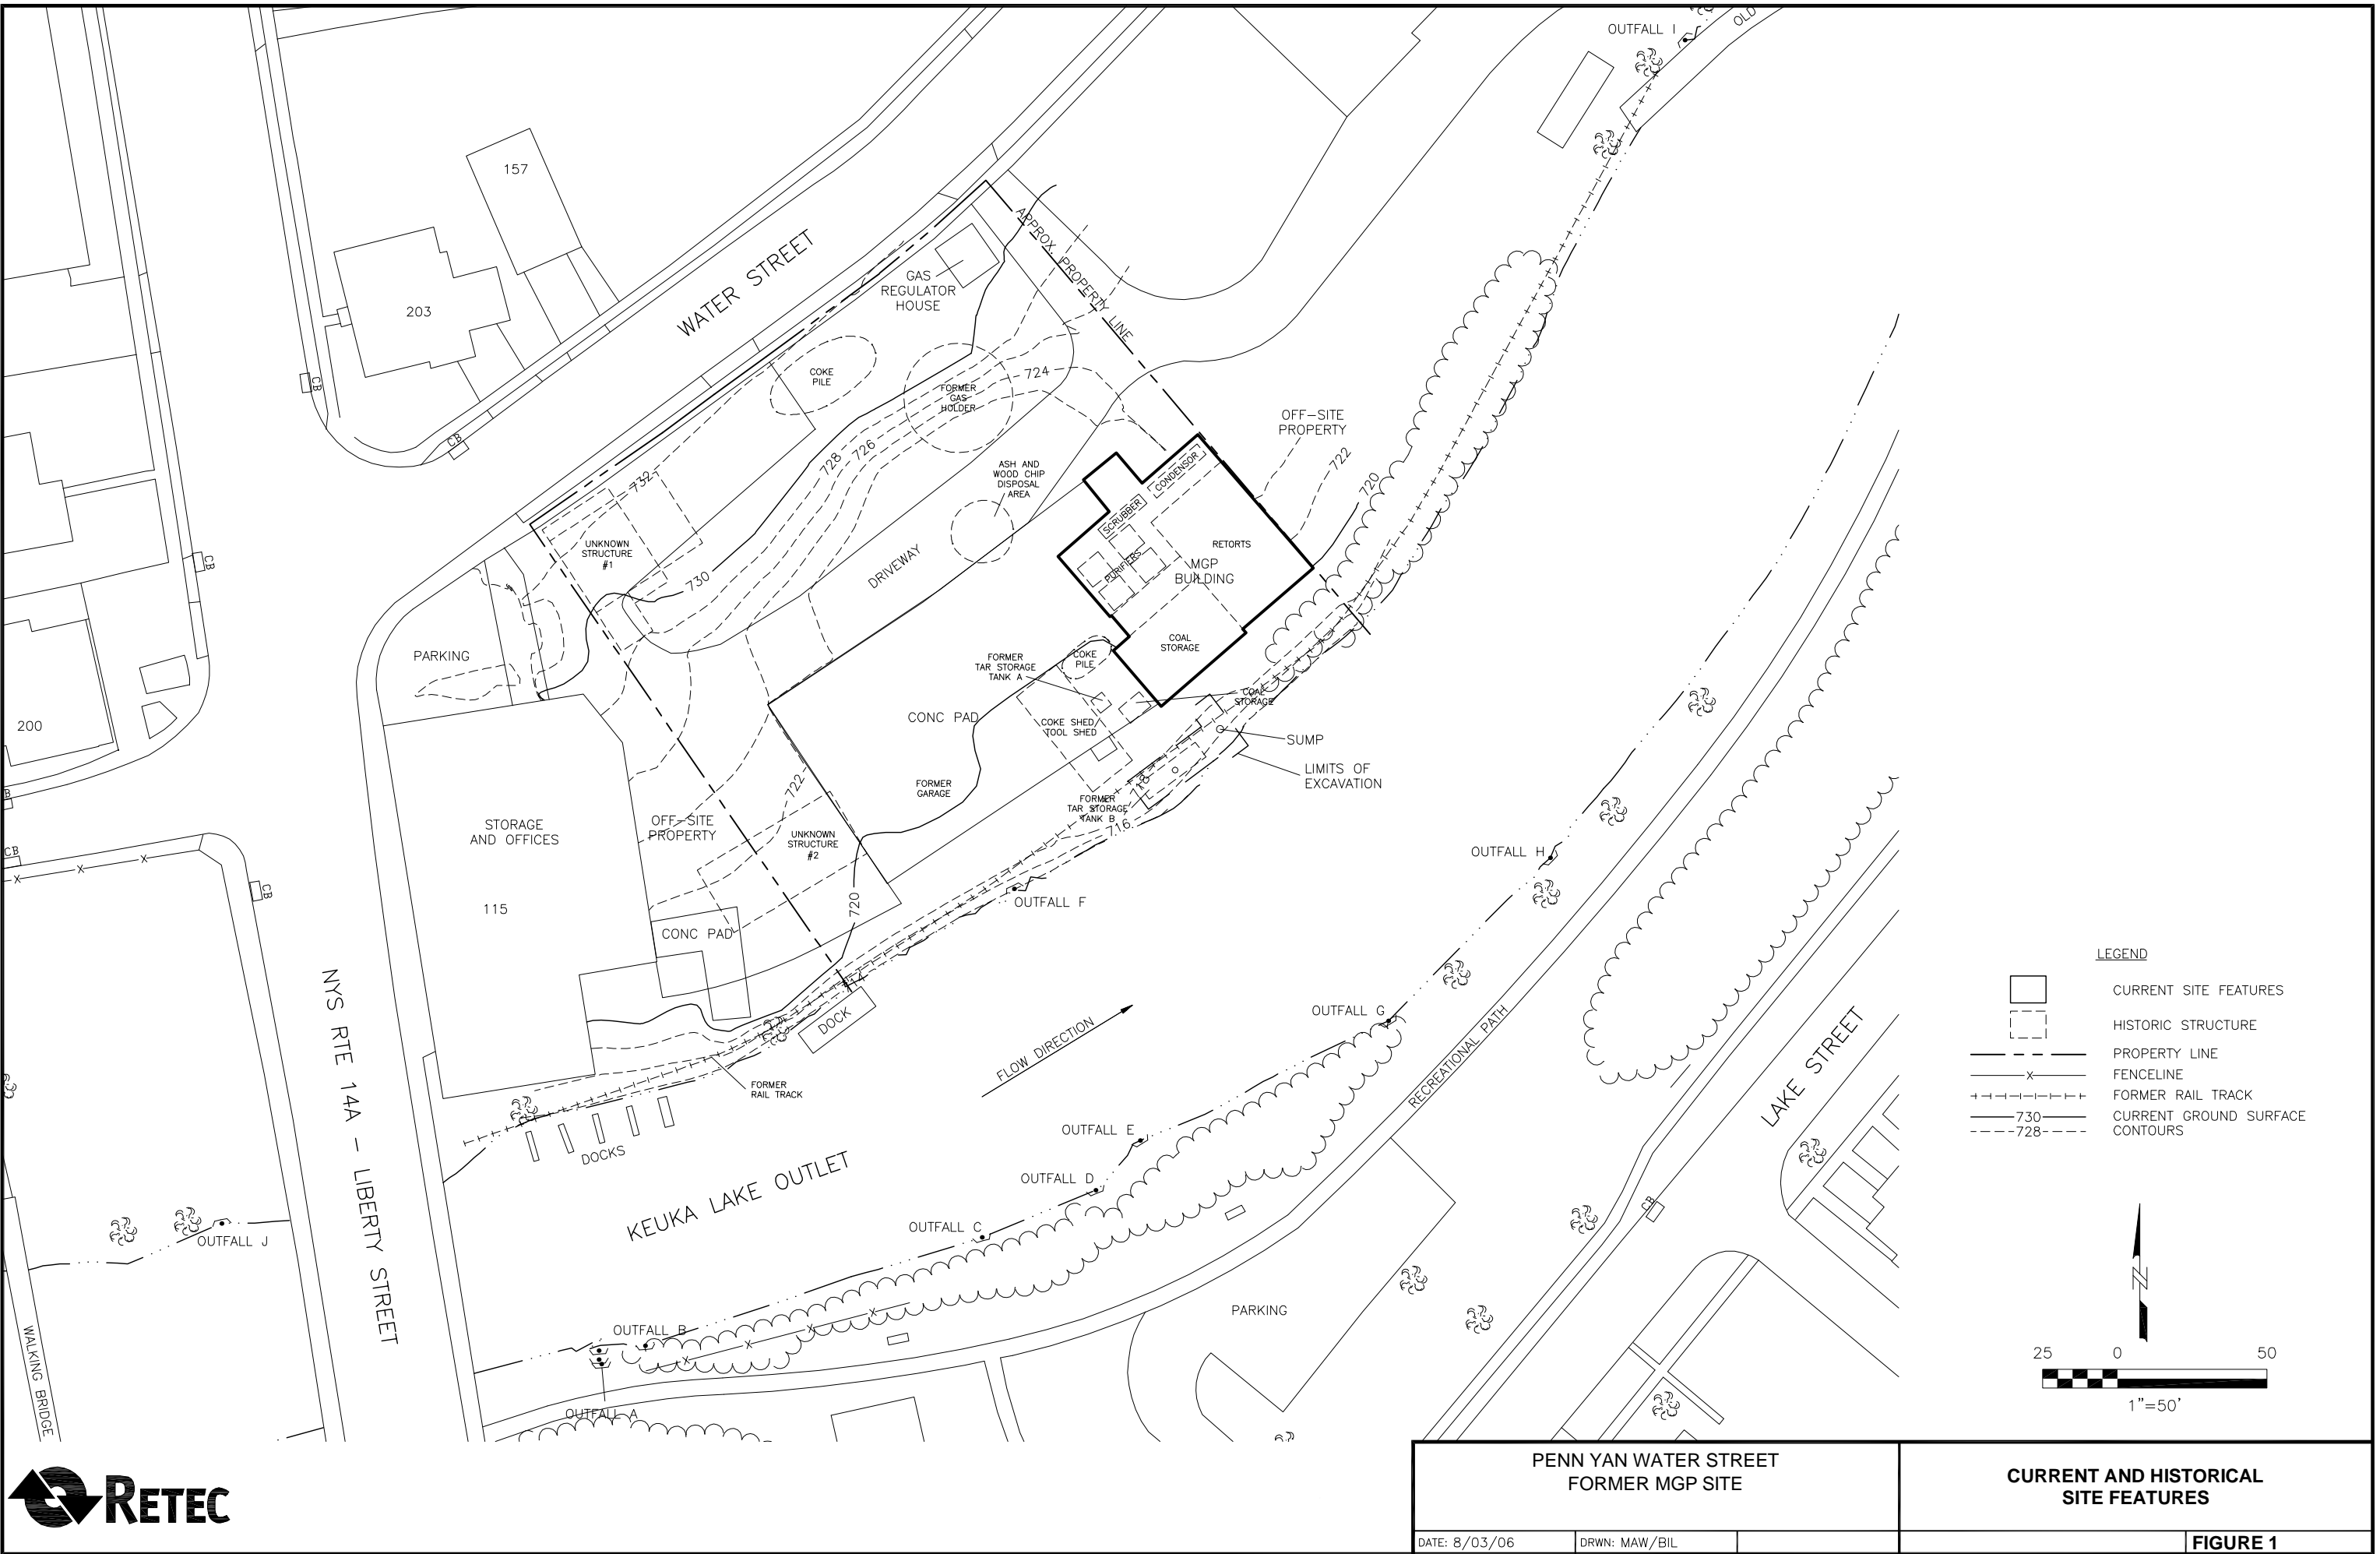 OUTFALL I
OLD
157
203
WATER STREET
GAS
REGULATOR
HOUSE
APPROX. PROPERTY LINE
CB
CB
COKE
PILE
FORMER
GAS
HOLDER
724
728
726
732
730
OFF-SITE
PROPERTY
722
720
ASH AND
WOOD CHIP
DISPOSAL
AREA
CONDENSOR
SCRUBBER
PURIFIERS
RETORTS
MGP
BUILDING
COAL
STORAGE
UNKNOWN
STRUCTURE
#1
DRIVEWAY
CB
PARKING
200
FORMER
TAR STORAGE
TANK A
COKE
PILE
COAL
STORAGE
COKE SHED
TOOL SHED
CONC PAD
SUMP
LIMITS OF
EXCAVATION
FORMER
GARAGE
718
FORMER
TAR STORAGE
TANK B
716
722
STORAGE
AND OFFICES
115
OFF-SITE
PROPERTY
UNKNOWN
STRUCTURE
#2
720
CONC PAD
B
CB
X
X
X
CB
OUTFALL F
OUTFALL H
714
DOCK
FLOW DIRECTION
OUTFALL G
RECREATIONAL PATH
LAKE STREET
FORMER
RAIL TRACK
DOCKS
NYS RTE 14A - LIBERTY STREET
KEUKA LAKE OUTLET
OUTFALL E
OUTFALL D
OUTFALL C
OUTFALL J
OUTFALL B
X
X
X
X
OUTFALL A
WALKING BRIDGE
PARKING
CB
LEGEND
CURRENT SITE FEATURES
HISTORIC STRUCTURE
PROPERTY LINE
X FENCELINE
FORMER RAIL TRACK
730 CURRENT GROUND SURFACE
728 CONTOURS
N
25 0 50
1"=50'
RETEC
PENN YAN WATER STREET
FORMER MGP SITE
CURRENT AND HISTORICAL
SITE FEATURES
DATE: 8/03/06
DRWN: MAW/BIL
FIGURE 1